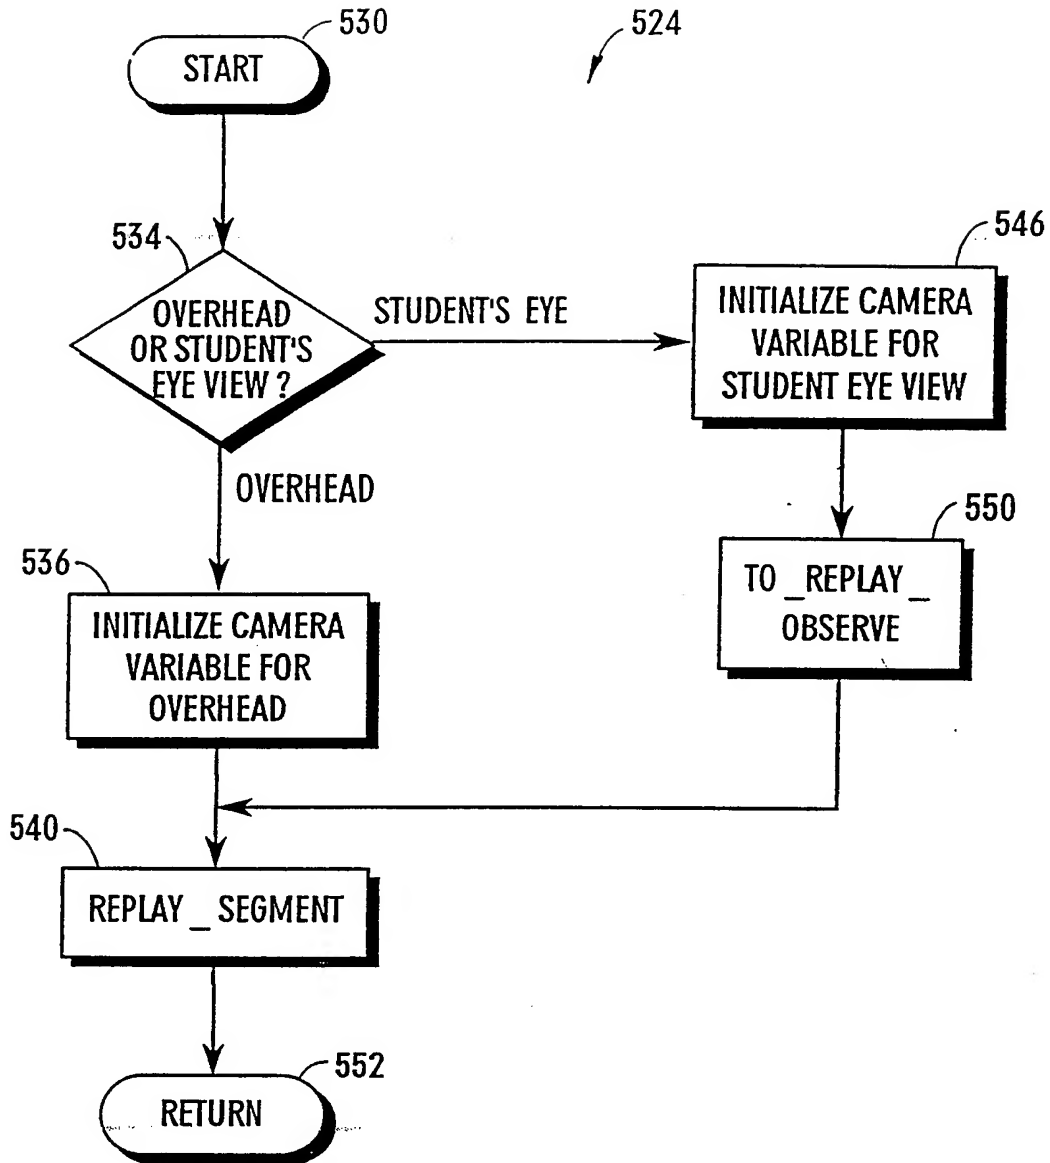 530
524
START
534
OVERHEAD
OR STUDENT'S
EYE VIEW ?
STUDENT'S EYE
546
INITIALIZE CAMERA
VARIABLE FOR
STUDENT EYE VIEW
OVERHEAD
550
TO _REPLAY _
OBSERVE
536
INITIALIZE CAMERA
VARIABLE FOR
OVERHEAD
540
REPLAY _ SEGMENT
552
RETURN